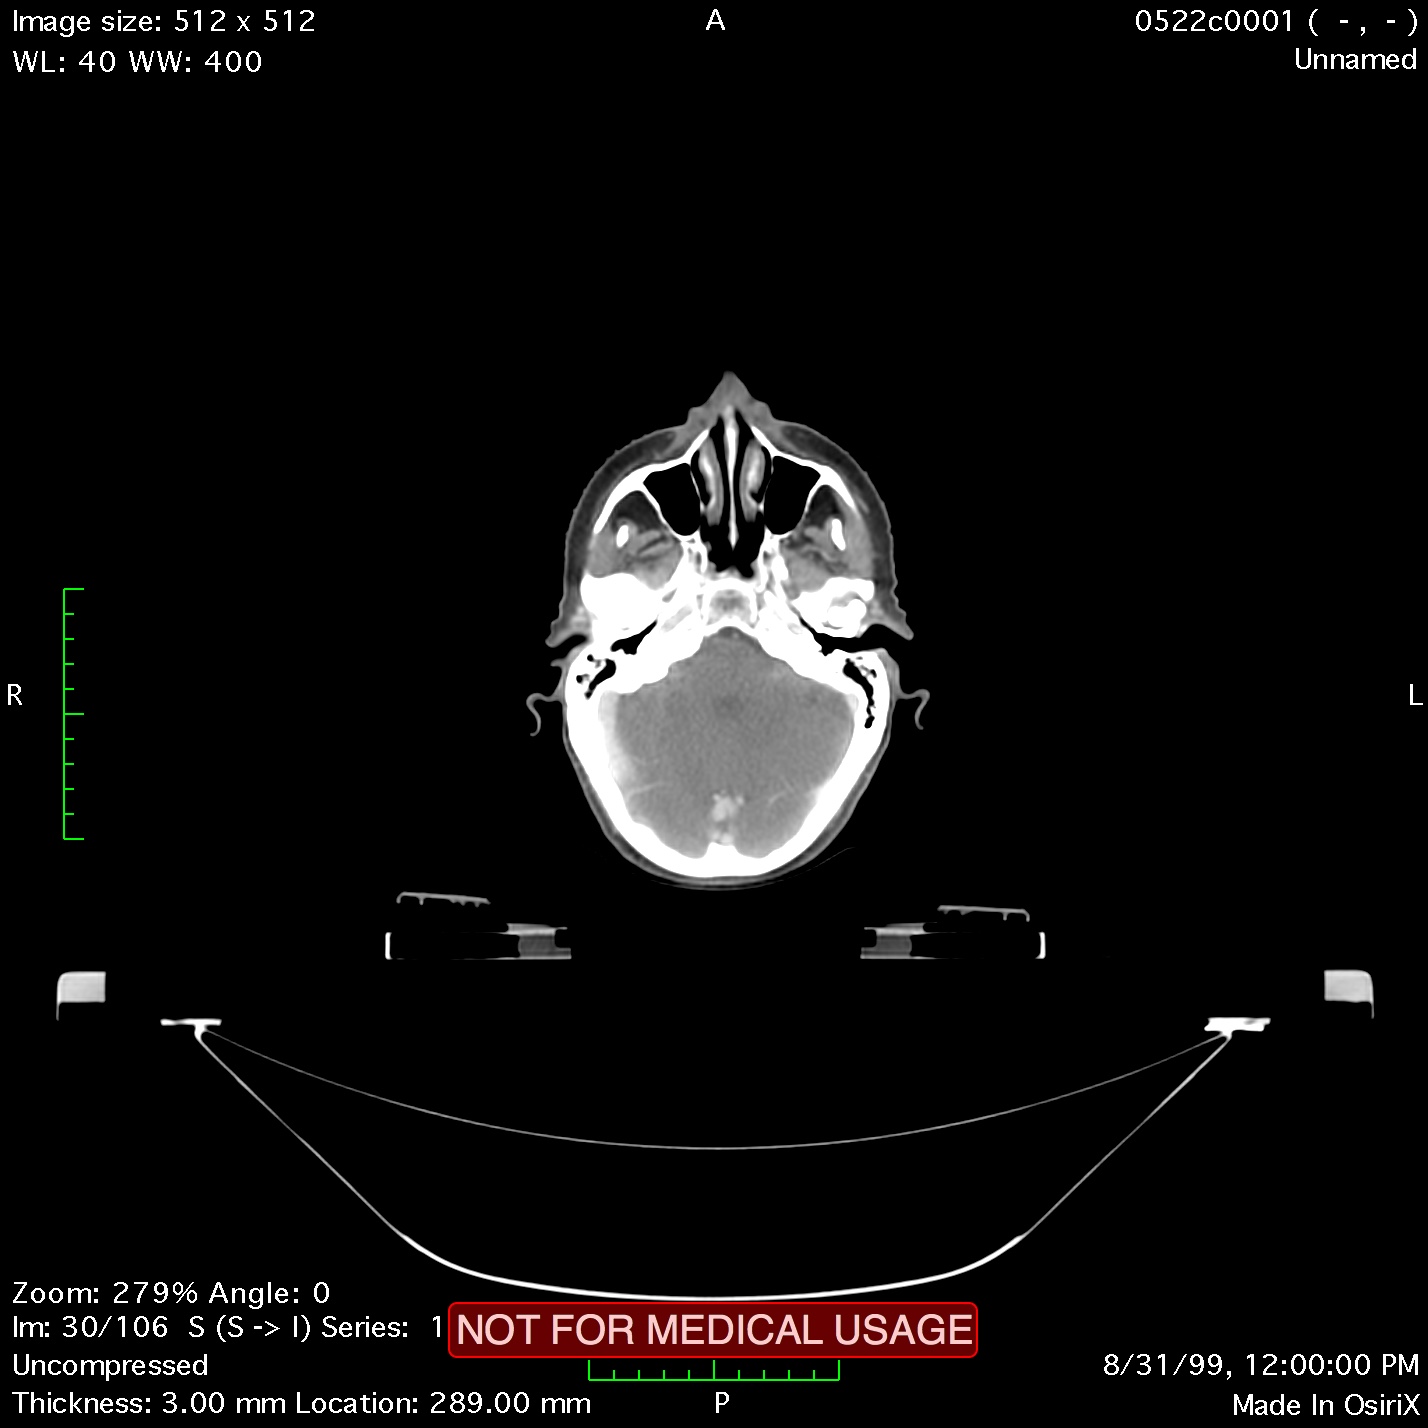 Image size: 512 x 512
WL: 40 WW: 400
A
0522c0001 ( -, -)
Unnamed
R
L
Zoom: 279% Angle: 0
Im: 30/106 S (S -> I) Series: 1
Uncompressed
Thickness: 3.00 mm Location: 289.00 mm
NOT FOR MEDICAL USAGE
P
8/31/99, 12:00:00 PM
Made In OsiriX